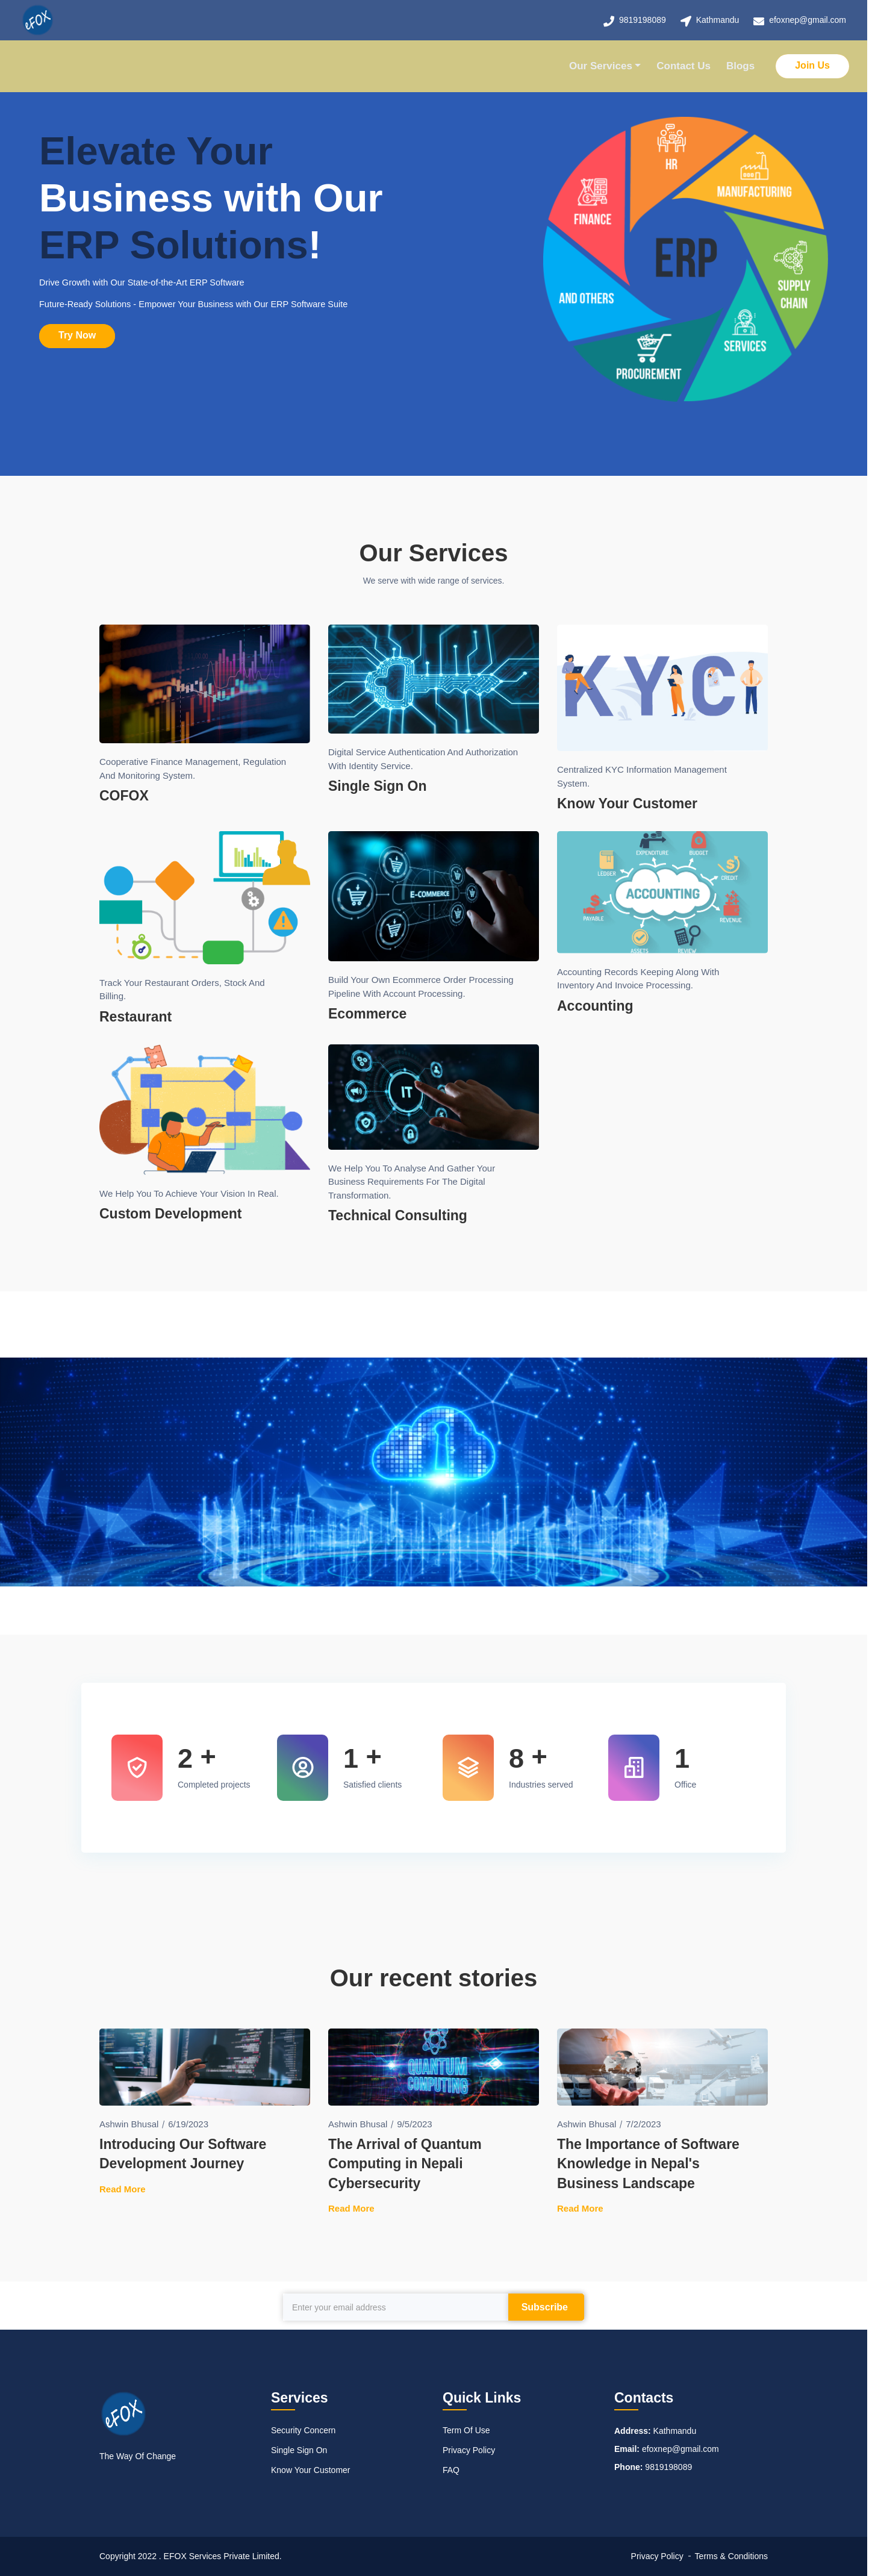 eFOX
9819198089
Kathmandu
efoxnep@gmail.com
Our Services
Contact Us
Blogs
Join Us
Elevate Your
Business with Our
ERP Solutions!
Drive Growth with Our State-of-the-Art ERP Software
Future-Ready Solutions - Empower Your Business with Our ERP Software Suite
Try Now
HR
MANUFACTURING
FINANCE
ERP
SUPPLY
CHAIN
AND OTHERS
SERVICES
PROCUREMENT
Our Services
We serve with wide range of services.
Cooperative Finance Management, Regulation
And Monitoring System.
COFOX
Digital Service Authentication And Authorization
With Identity Service.
Single Sign On
KYC
Centralized KYC Information Management
System.
Know Your Customer
Track Your Restaurant Orders, Stock And
Billing.
Restaurant
E-COMMERCE
Build Your Own Ecommerce Order Processing
Pipeline With Account Processing.
Ecommerce
EXPENDITURE
BUDGET
LEDGER
CREDIT
ACCOUNTING
PAYABLE
REVENUE
ASSETS
REVIEW
Accounting Records Keeping Along With
Inventory And Invoice Processing.
Accounting
We Help You To Achieve Your Vision In Real.
Custom Development
IT
We Help You To Analyse And Gather Your
Business Requirements For The Digital
Transformation.
Technical Consulting
2 +
Completed projects
1 +
Satisfied clients
8 +
Industries served
1
Office
Our recent stories
Ashwin Bhusal / 6/19/2023
Introducing Our Software
Development Journey
Read More
QUANTUM
COMPUTING
Ashwin Bhusal / 9/5/2023
The Arrival of Quantum
Computing in Nepali
Cybersecurity
Read More
Ashwin Bhusal / 7/2/2023
The Importance of Software
Knowledge in Nepal's
Business Landscape
Read More
Enter your email address
Subscribe
eFOX
The Way Of Change
Services
Security Concern
Single Sign On
Know Your Customer
Quick Links
Term Of Use
Privacy Policy
FAQ
Contacts
Address: Kathmandu
Email: efoxnep@gmail.com
Phone: 9819198089
Copyright 2022 . EFOX Services Private Limited.
Privacy Policy - Terms & Conditions